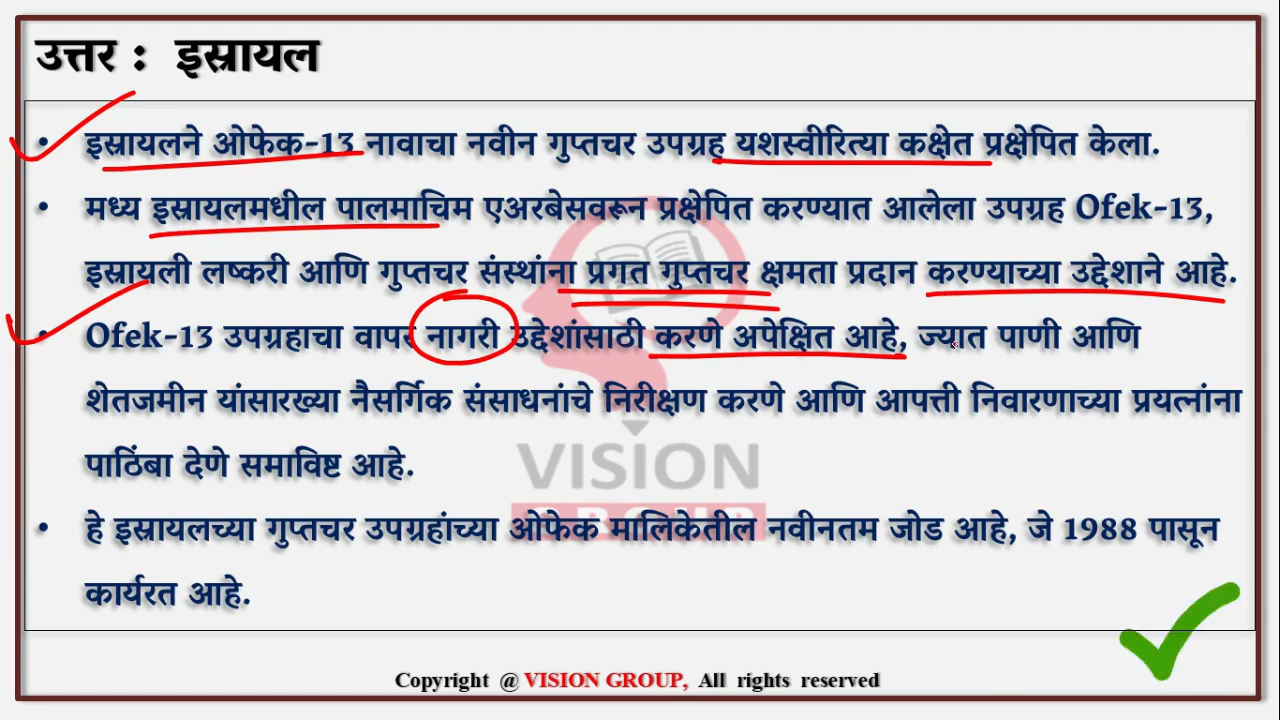 उत्तर : इस्रायल
• इस्रायलने ओफेक-13 नावाचा नवीन गुप्तचर उपग्रह यशस्वीरित्या कक्षेत प्रक्षेपित केला.
• मध्य इस्रायलमधील पालमाचिम एअरबेसवरून प्रक्षेपित करण्यात आलेला उपग्रह Ofek-13,
इस्रायली लष्करी आणि गुप्तचर संस्थांना प्रगत गुप्तचर क्षमता प्रदान करण्याच्या उद्देशाने आहे.
• Ofek-13 उपग्रहाचा वापर नागरी उद्देशांसाठी करणे अपेक्षित आहे, ज्यात पाणी आणि
शेतजमीन यांसारख्या नैसर्गिक संसाधनांचे निरीक्षण करणे आणि आपत्ती निवारणाच्या प्रयत्नांना
पाठिंबा देणे समाविष्ट आहे.
VISION
GROUP
• हे इस्रायलच्या गुप्तचर उपग्रहांच्या ओफेक मालिकेतील नवीनतम जोड आहे, जे 1988 पासून
कार्यरत आहे.
Copyright @ VISION GROUP, All rights reserved